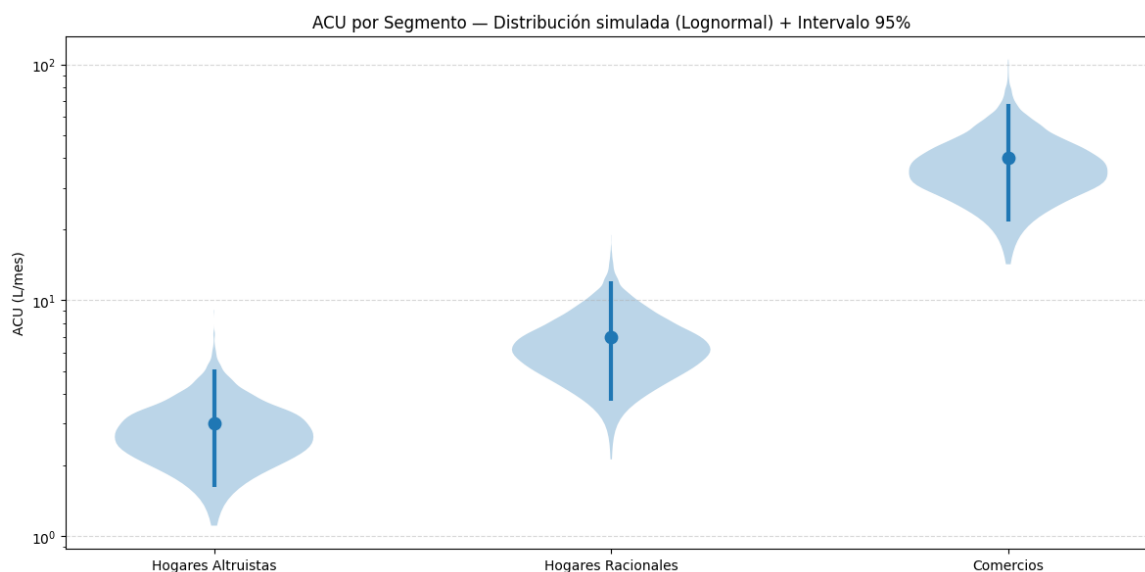 ACU por Segmento — Distribución simulada (Lognormal) + Intervalo 95%
10²
10¹
10⁰
ACU (L/mes)
Hogares Altruistas
Hogares Racionales
Comercios